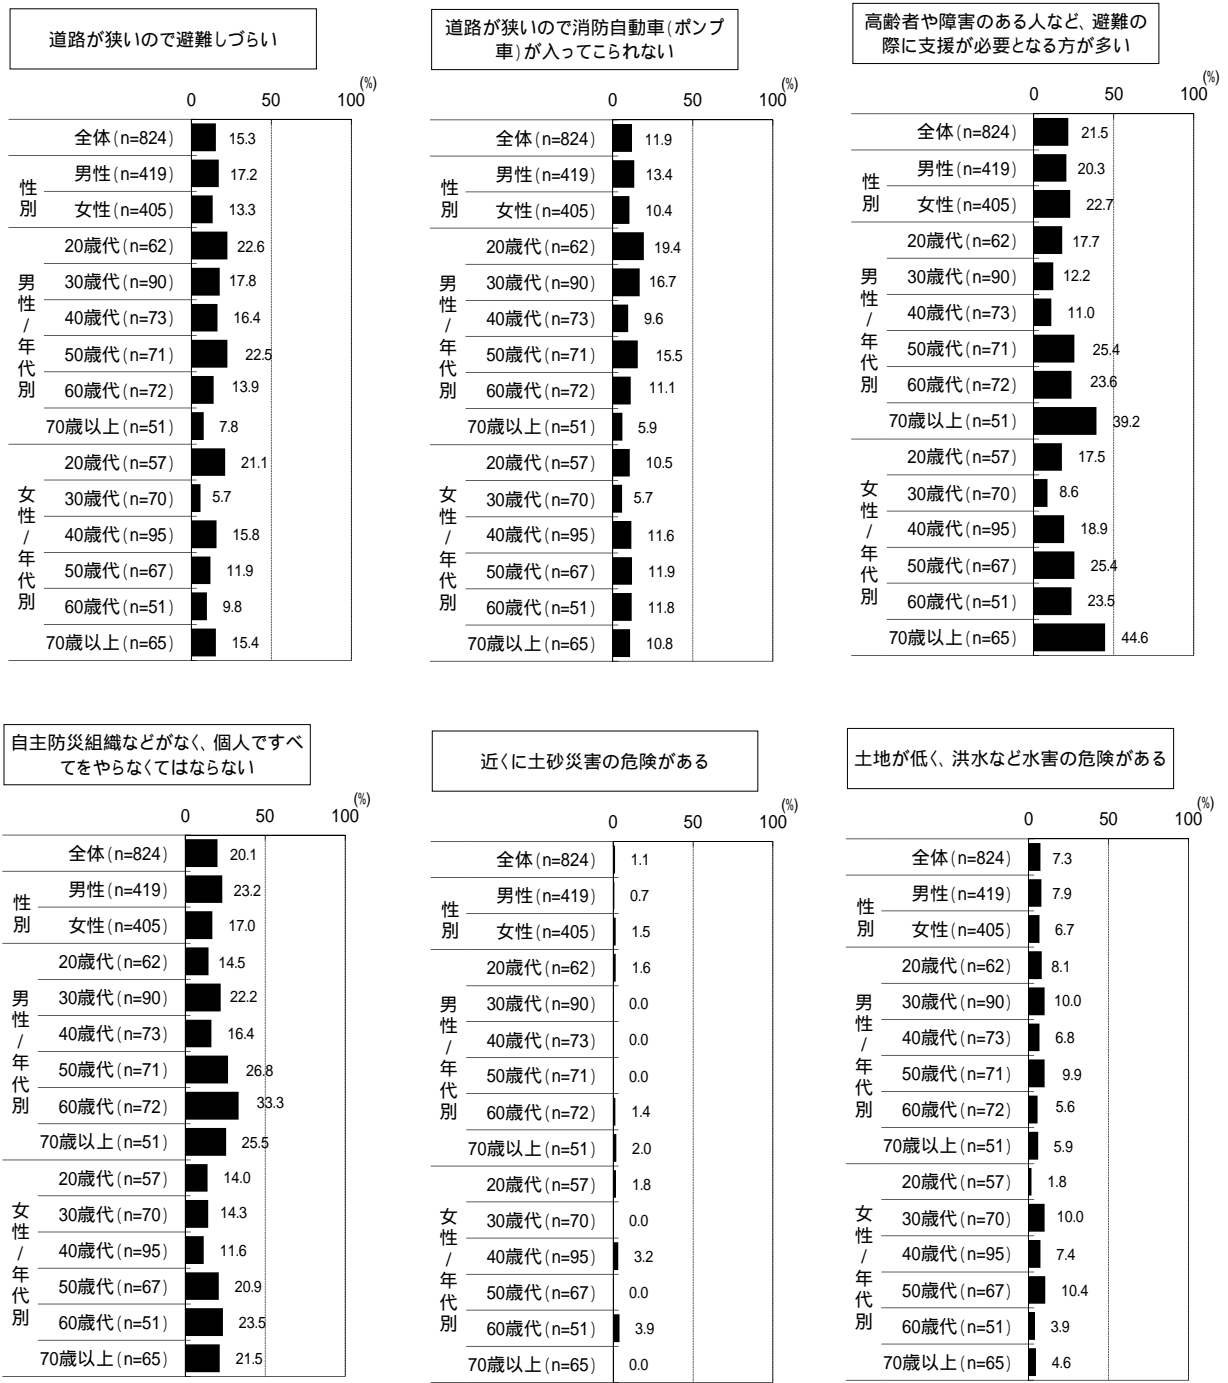 道路が狭いので避難しづらい
(%)
0 50 100
全体(n=824) 15.3
性別
男性(n=419) 17.2
女性(n=405) 13.3
男性/年代別
20歳代(n=62) 22.6
30歳代(n=90) 17.8
40歳代(n=73) 16.4
50歳代(n=71) 22.5
60歳代(n=72) 13.9
70歳以上(n=51) 7.8
女性/年代別
20歳代(n=57) 21.1
30歳代(n=70) 5.7
40歳代(n=95) 15.8
50歳代(n=67) 11.9
60歳代(n=51) 9.8
70歳以上(n=65) 15.4
道路が狭いので消防自動車(ポンプ
車)が入ってこられない
(%)
0 50 100
全体(n=824) 11.9
性別
男性(n=419) 13.4
女性(n=405) 10.4
男性/年代別
20歳代(n=62) 19.4
30歳代(n=90) 16.7
40歳代(n=73) 9.6
50歳代(n=71) 15.5
60歳代(n=72) 11.1
70歳以上(n=51) 5.9
女性/年代別
20歳代(n=57) 10.5
30歳代(n=70) 5.7
40歳代(n=95) 11.6
50歳代(n=67) 11.9
60歳代(n=51) 11.8
70歳以上(n=65) 10.8
高齢者や障害のある人など、避難の
際に支援が必要となる方が多い
(%)
0 50 100
全体(n=824) 21.5
性別
男性(n=419) 20.3
女性(n=405) 22.7
男性/年代別
20歳代(n=62) 17.7
30歳代(n=90) 12.2
40歳代(n=73) 11.0
50歳代(n=71) 25.4
60歳代(n=72) 23.6
70歳以上(n=51) 39.2
女性/年代別
20歳代(n=57) 17.5
30歳代(n=70) 8.6
40歳代(n=95) 18.9
50歳代(n=67) 25.4
60歳代(n=51) 23.5
70歳以上(n=65) 44.6
自主防災組織などがなく、個人ですべ
てをやらなくてはならない
(%)
0 50 100
全体(n=824) 20.1
性別
男性(n=419) 23.2
女性(n=405) 17.0
男性/年代別
20歳代(n=62) 14.5
30歳代(n=90) 22.2
40歳代(n=73) 16.4
50歳代(n=71) 26.8
60歳代(n=72) 33.3
70歳以上(n=51) 25.5
女性/年代別
20歳代(n=57) 14.0
30歳代(n=70) 14.3
40歳代(n=95) 11.6
50歳代(n=67) 20.9
60歳代(n=51) 23.5
70歳以上(n=65) 21.5
近くに土砂災害の危険がある
(%)
0 50 100
全体(n=824) 1.1
性別
男性(n=419) 0.7
女性(n=405) 1.5
男性/年代別
20歳代(n=62) 1.6
30歳代(n=90) 0.0
40歳代(n=73) 0.0
50歳代(n=71) 0.0
60歳代(n=72) 1.4
70歳以上(n=51) 2.0
女性/年代別
20歳代(n=57) 1.8
30歳代(n=70) 0.0
40歳代(n=95) 3.2
50歳代(n=67) 0.0
60歳代(n=51) 3.9
70歳以上(n=65) 0.0
土地が低く、洪水など水害の危険がある
(%)
0 50 100
全体(n=824) 7.3
性別
男性(n=419) 7.9
女性(n=405) 6.7
男性/年代別
20歳代(n=62) 8.1
30歳代(n=90) 10.0
40歳代(n=73) 6.8
50歳代(n=71) 9.9
60歳代(n=72) 5.6
70歳以上(n=51) 5.9
女性/年代別
20歳代(n=57) 1.8
30歳代(n=70) 10.0
40歳代(n=95) 7.4
50歳代(n=67) 10.4
60歳代(n=51) 3.9
70歳以上(n=65) 4.6